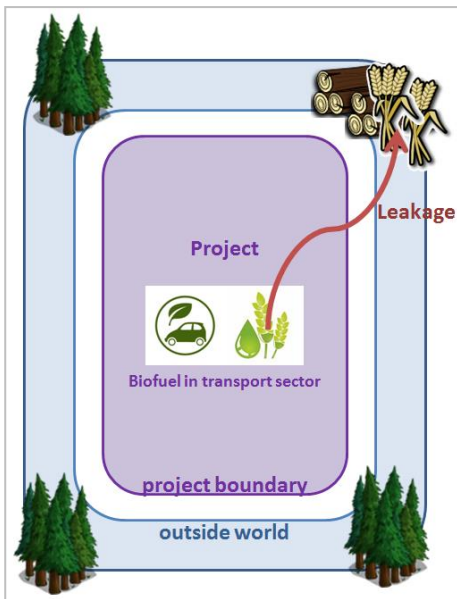 Leakage
Project
Biofuel in transport sector
project boundary
outside world